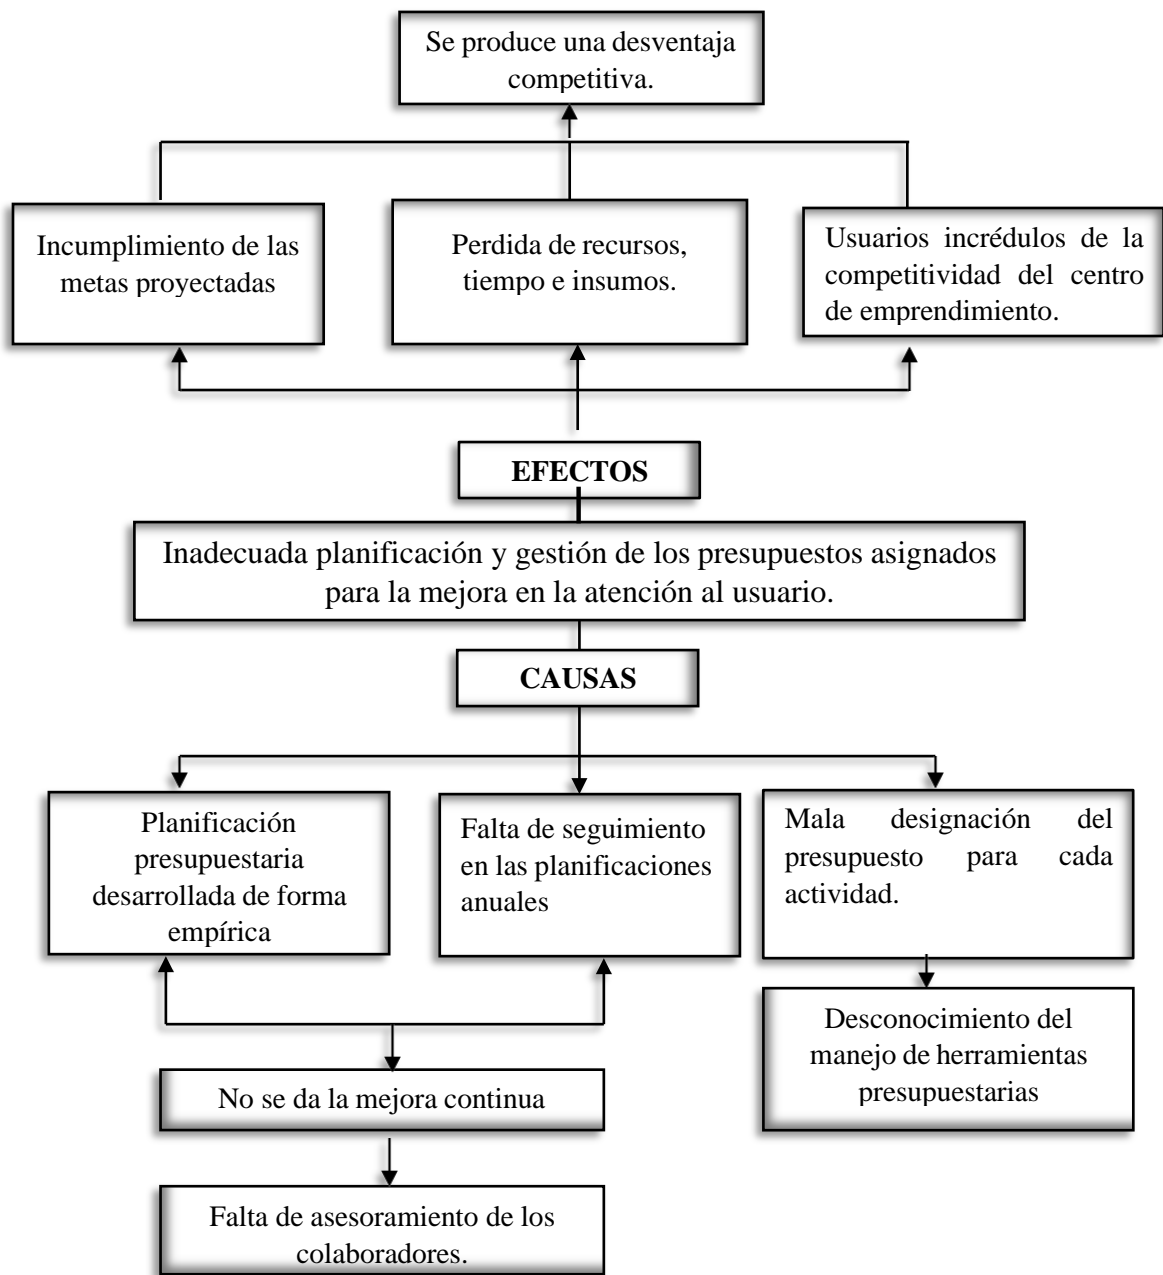 Se produce una desventaja
competitiva.
Incumplimiento de las
metas proyectadas
Perdida de recursos,
tiempo e insumos.
Usuarios incrédulos de la
competitividad del centro
de emprendimiento.
EFECTOS
Inadecuada planificación y gestión de los presupuestos asignados
para la mejora en la atención al usuario.
CAUSAS
Planificación
presupuestaria
desarrollada de forma
empírica
Falta de seguimiento
en las planificaciones
anuales
Mala designación del
presupuesto para cada
actividad.
Desconocimiento del
manejo de herramientas
presupuestarias
No se da la mejora continua
Falta de asesoramiento de los
colaboradores.